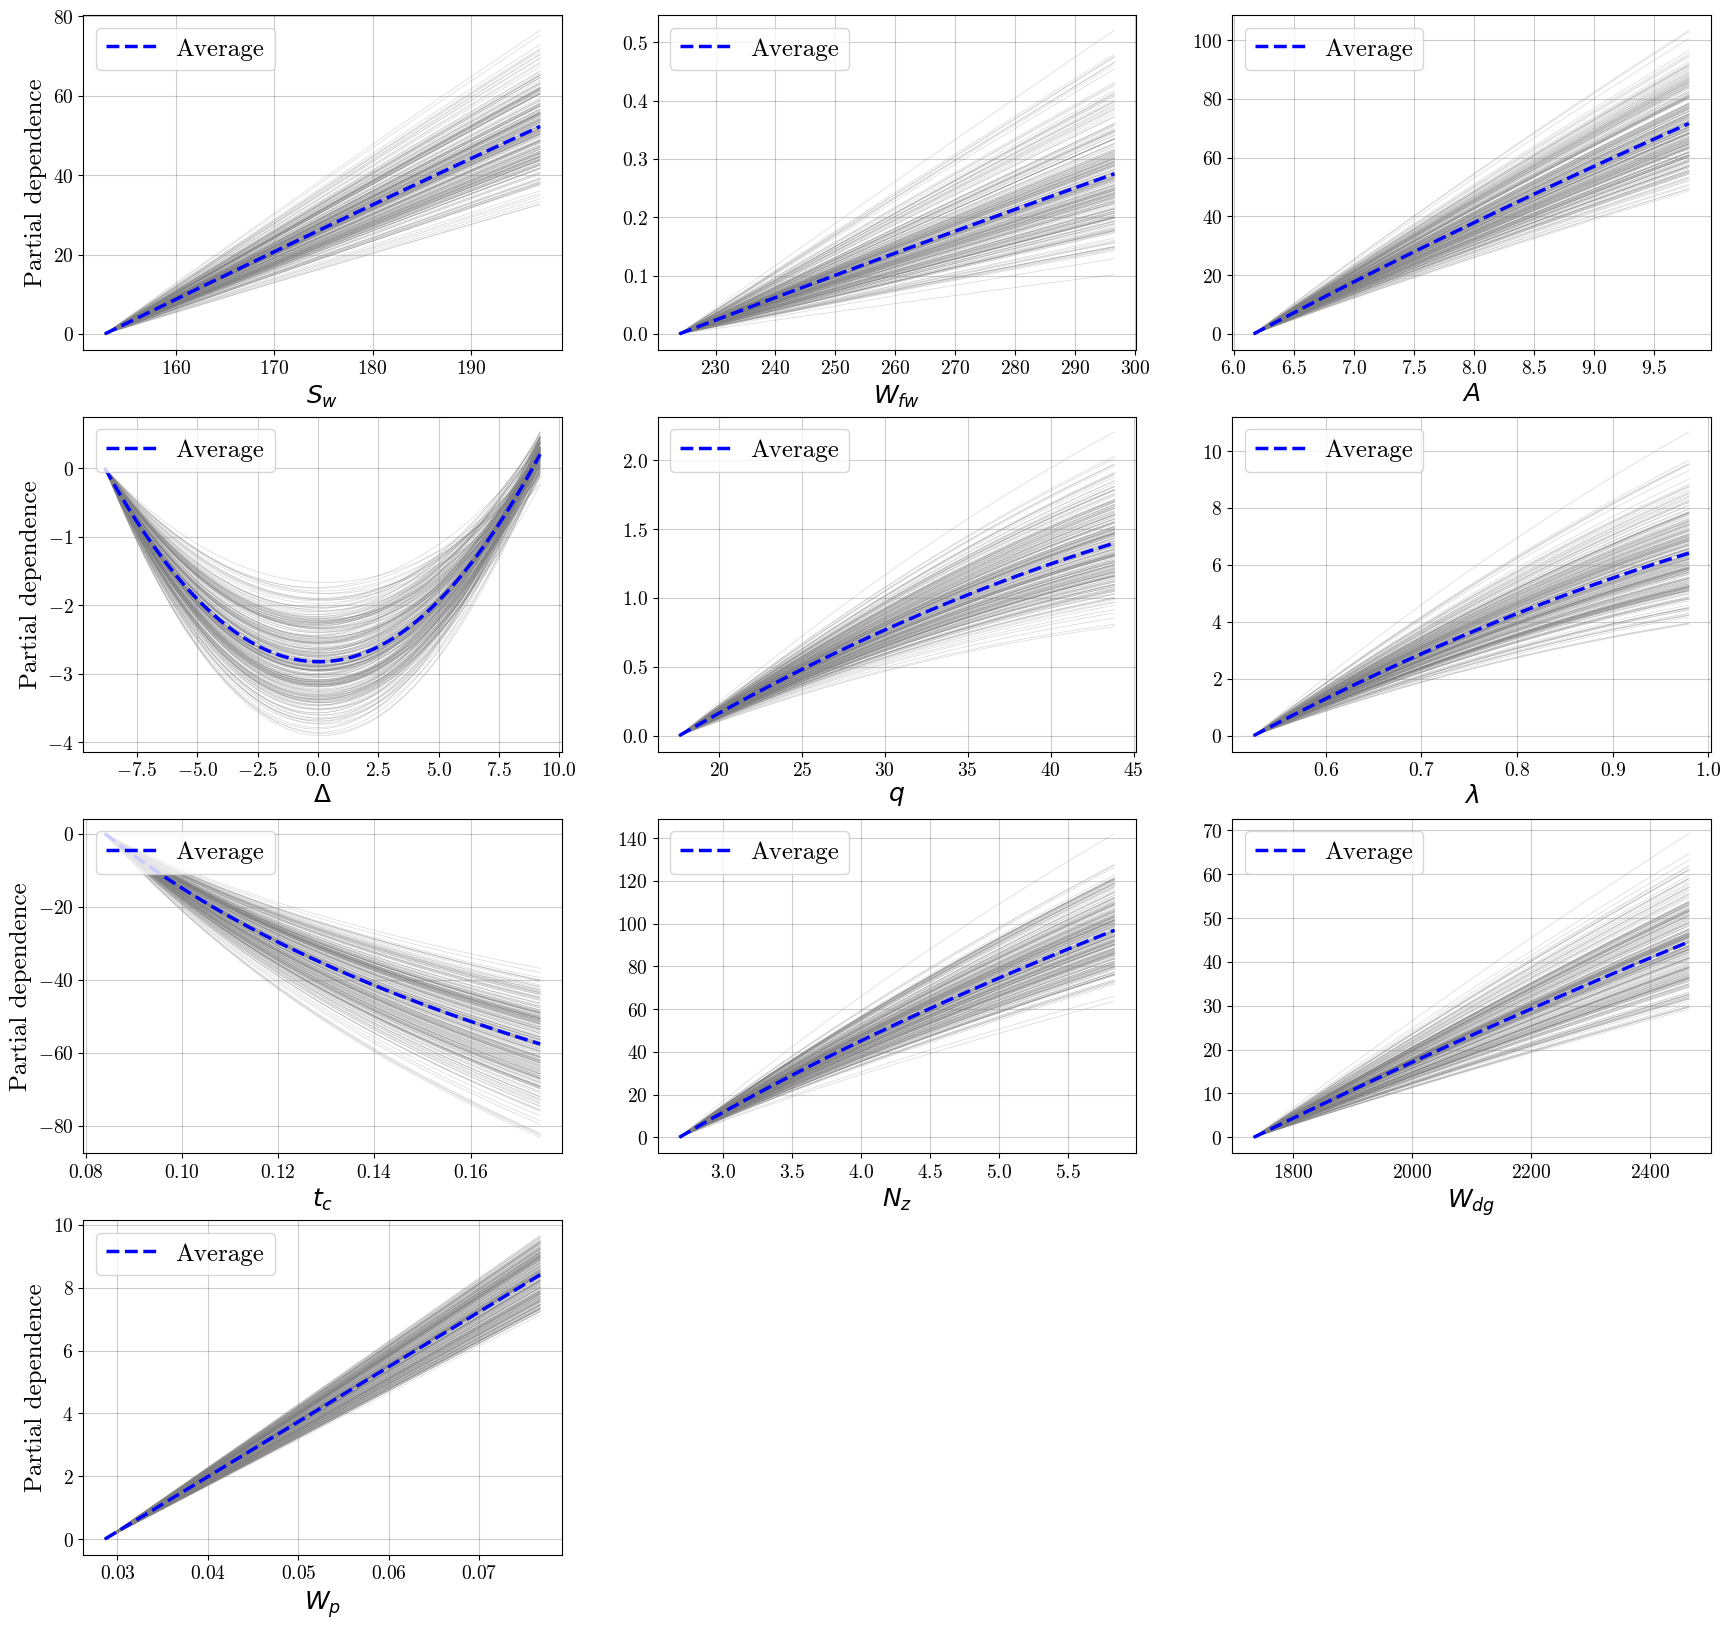 80
60
40
20
0
Partial dependence
Average
160 170 180 190
S_w
0.5
0.4
0.3
0.2
0.1
0.0
Average
230 240 250 260 270 280 290 300
W_fw
100
80
60
40
20
0
Average
6.0 6.5 7.0 7.5 8.0 8.5 9.0 9.5
A
0
−1
−2
−3
−4
Partial dependence
Average
−7.5 −5.0 −2.5 0.0 2.5 5.0 7.5 10.0
Δ
2.0
1.5
1.0
0.5
0.0
Average
20 25 30 35 40 45
q
10
8
6
4
2
0
Average
0.6 0.7 0.8 0.9 1.0
λ
0
−20
−40
−60
−80
Partial dependence
Average
0.08 0.10 0.12 0.14 0.16
t_c
140
120
100
80
60
40
20
0
Average
3.0 3.5 4.0 4.5 5.0 5.5
N_z
70
60
50
40
30
20
10
0
Average
1800 2000 2200 2400
W_dg
10
8
6
4
2
0
Partial dependence
Average
0.03 0.04 0.05 0.06 0.07
W_p